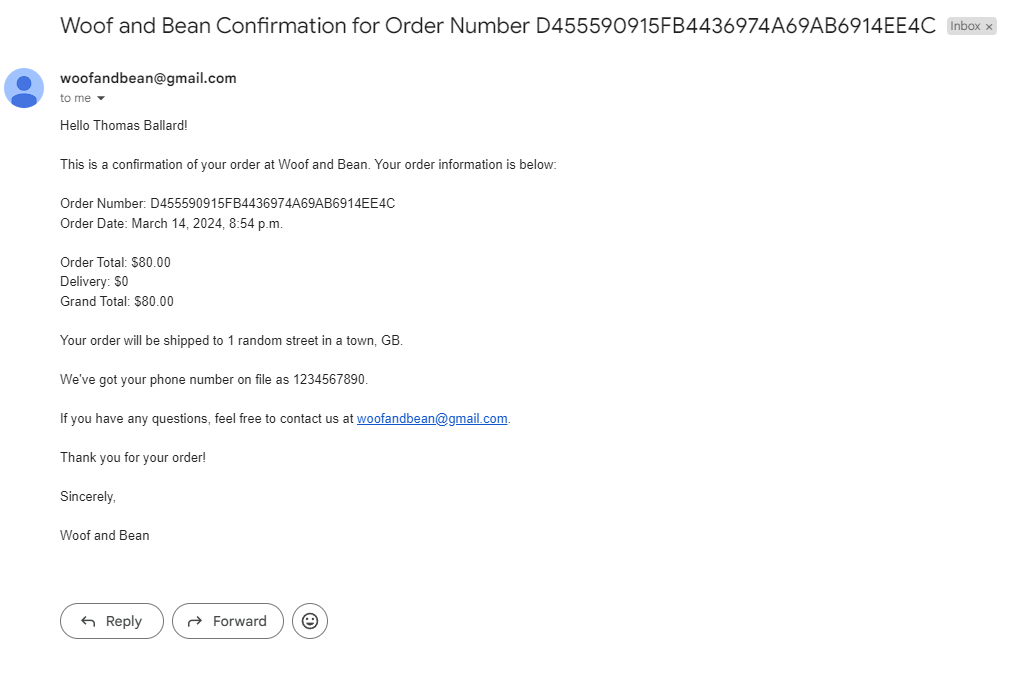 Woof and Bean Confirmation for Order Number D455590915FB4436974A69AB6914EE4C Inbox ×
woofandbean@gmail.com
to me
Hello Thomas Ballard!
This is a confirmation of your order at Woof and Bean. Your order information is below:
Order Number: D455590915FB4436974A69AB6914EE4C
Order Date: March 14, 2024, 8:54 p.m.
Order Total: $80.00
Delivery: $0
Grand Total: $80.00
Your order will be shipped to 1 random street in a town, GB.
We've got your phone number on file as 1234567890.
If you have any questions, feel free to contact us at woofandbean@gmail.com.
Thank you for your order!
Sincerely,
Woof and Bean
Reply Forward